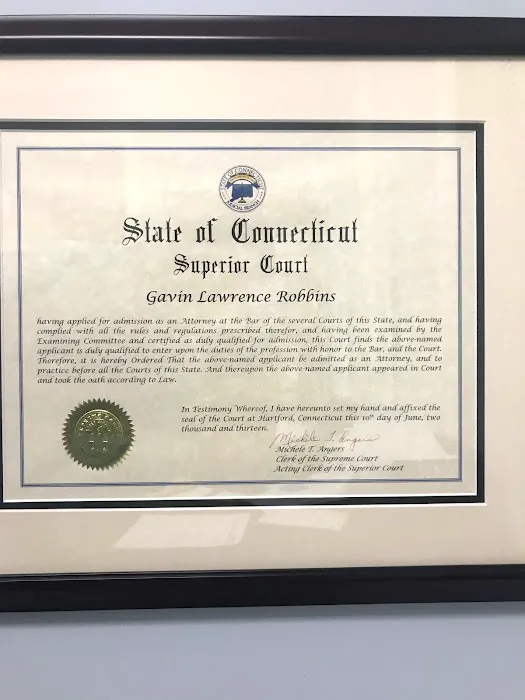 STATE OF CONNECTICUT
JUDICIAL BRANCH
State of Connecticut
Superior Court
Gavin Lawrence Robbins
having applied for admission as an Attorney at the Bar of the several Courts of this State, and having
complied with all the rules and regulations prescribed therefor, and having been examined by the
Examining Committee and certified as duly qualified for admission, this Court finds the above-named
applicant is duly qualified to enter upon the duties of the profession with honor to the Bar, and the Court.
Therefore, it is hereby Ordered That the above-named applicant be admitted as an Attorney, and to
practice before all the Courts of this State. And thereupon the above-named applicant appeared in Court
and took the oath according to Law.
In Testimony Whereof, I have hereunto set my hand and affixed the
seal of the Court at Hartford, Connecticut this 10th day of June, two
thousand and thirteen.
Michele T. Angers
Michele T. Angers
Clerk of the Supreme Court
Acting Clerk of the Superior Court